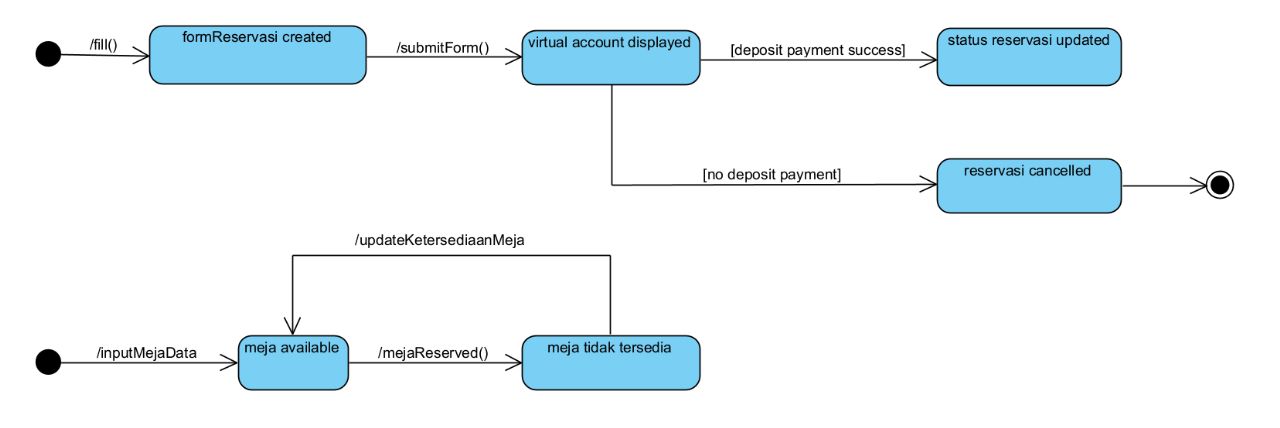 /fill()
formReservasi created
/submitForm()
virtual account displayed
[deposit payment success]
status reservasi updated
[no deposit payment]
reservasi cancelled
/updateKetersediaanMeja
/inputMejaData
meja available
/mejaReserved()
meja tidak tersedia